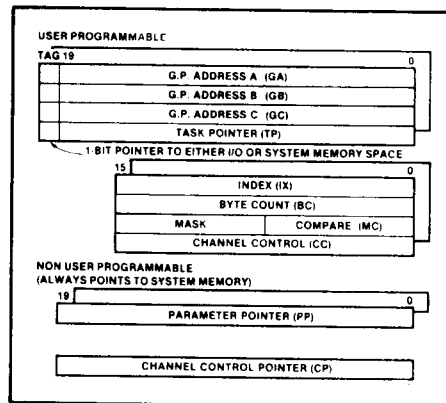 USER PROGRAMMABLE
TAG 19 0
G.P. ADDRESS A (GA)
G.P. ADDRESS B (GB)
G.P. ADDRESS C (GC)
TASK POINTER (TP)
1-BIT POINTER TO EITHER I/O OR SYSTEM MEMORY SPACE
15 0
INDEX (IX)
BYTE COUNT (BC)
MASK COMPARE (MC)
CHANNEL CONTROL (CC)
NON USER PROGRAMMABLE
(ALWAYS POINTS TO SYSTEM MEMORY)
19 0
PARAMETER POINTER (PP)
CHANNEL CONTROL POINTER (CP)